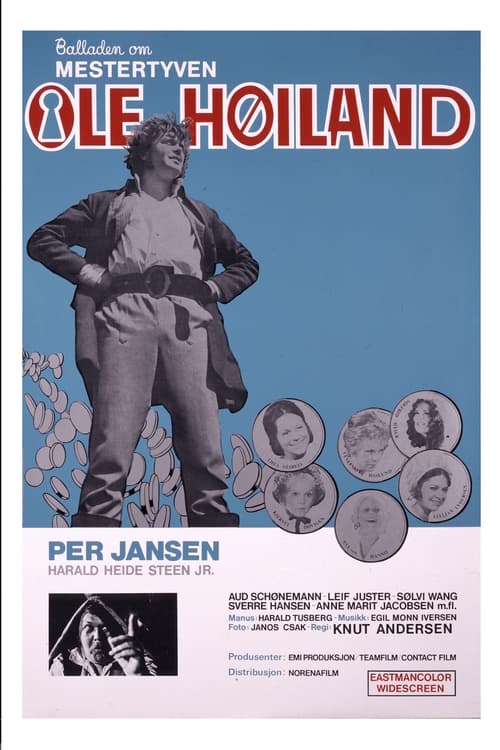 Balladen om
MESTERTYVEN
OLE HØILAND
PER JANSEN
HARALD HEIDE STEEN JR.
AUD SCHØNEMANN - LEIF JUSTER - SØLVI WANG
SVERRE HANSEN - ANNE MARIT JACOBSEN m.fl.
Manus: HARALD TUSBERG - Musikk: EGIL MONN IVERSEN
Foto: JANOS CSAK - Regi: KNUT ANDERSEN
Produsenter: EMI PRODUKSJON / TEAMFILM / CONTACT FILM
Distribusjon: NORENAFILM
EASTMANCOLOR
WIDESCREEN